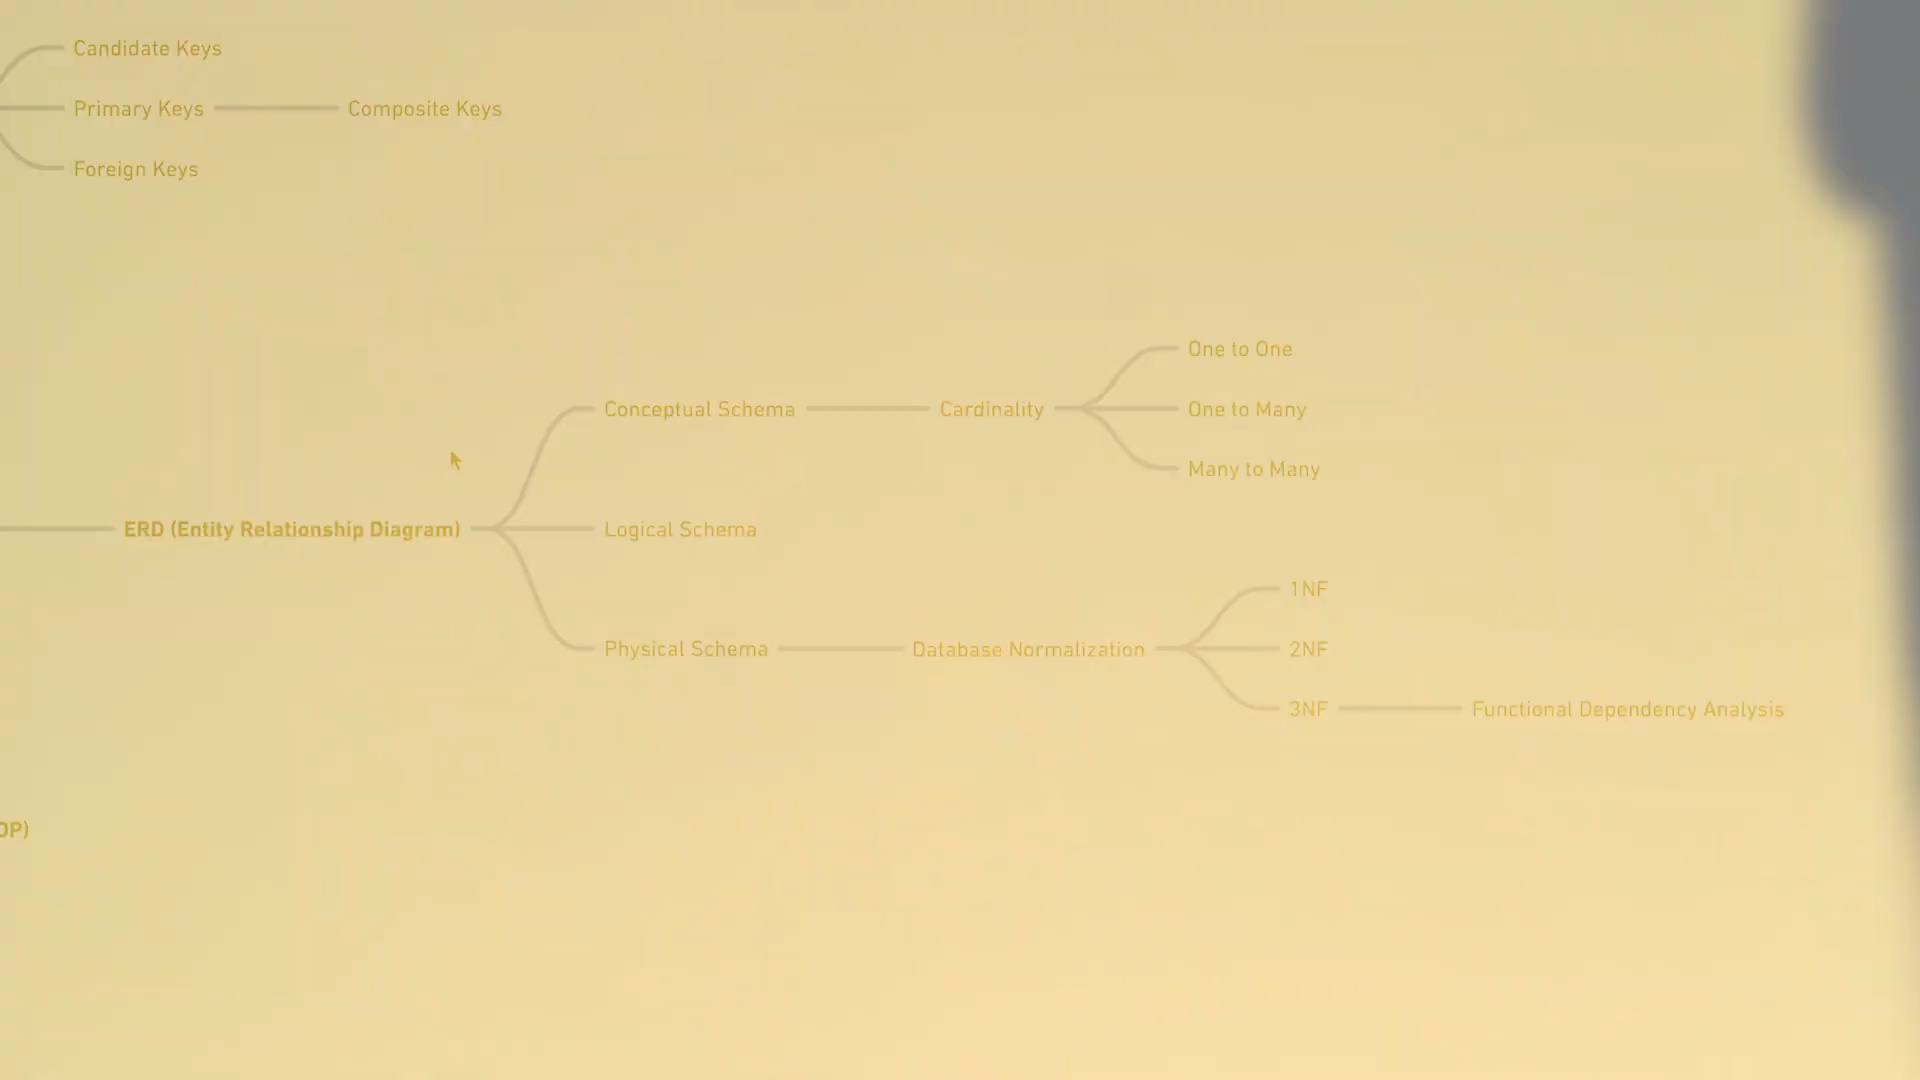 Candidate Keys
Primary Keys
Composite Keys
Foreign Keys
One to One
Conceptual Schema
Cardinality
One to Many
Many to Many
ERD (Entity Relationship Diagram)
Logical Schema
1NF
Physical Schema
Database Normalization
2NF
3NF
Functional Dependency Analysis
OP)